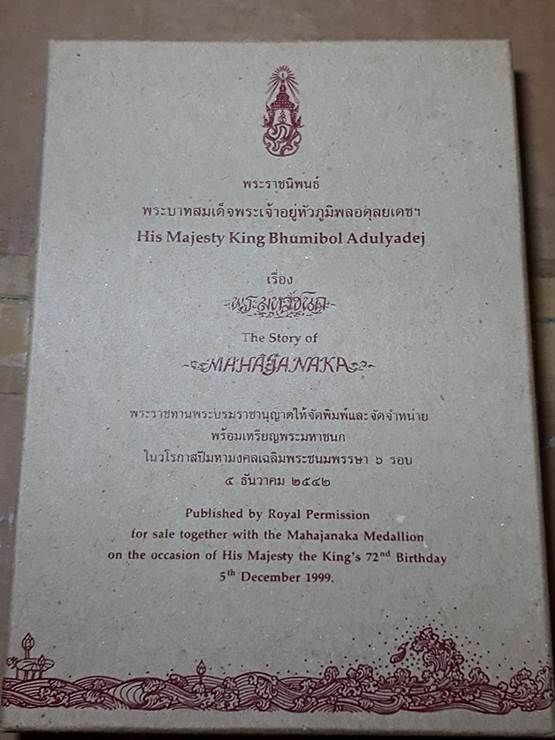 พระราชนิพนธ์
พระบาทสมเด็จพระเจ้าอยู่หัวภูมิพลอดุลยเดชฯ
His Majesty King Bhumibol Adulyadej
เรื่อง
พระมหาชนก
The Story of
MAHAJANAKA
พระราชทานพระบรมราชานุญาตให้จัดพิมพ์และจัดจำหน่าย
พร้อมเหรียญพระมหาชนก
ในวโรกาสปีมหามงคลเฉลิมพระชนมพรรษา ๖ รอบ
๕ ธันวาคม ๒๕๔๒
Published by Royal Permission
for sale together with the Mahajanaka Medallion
on the occasion of His Majesty the King's 72nd Birthday
5th December 1999.